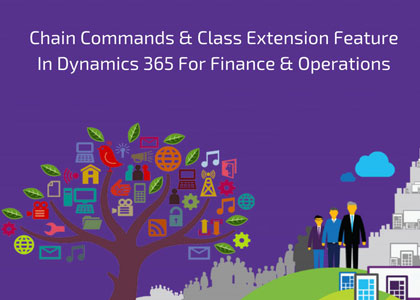 Chain Commands & Class Extension Feature
In Dynamics 365 For Finance & Operations